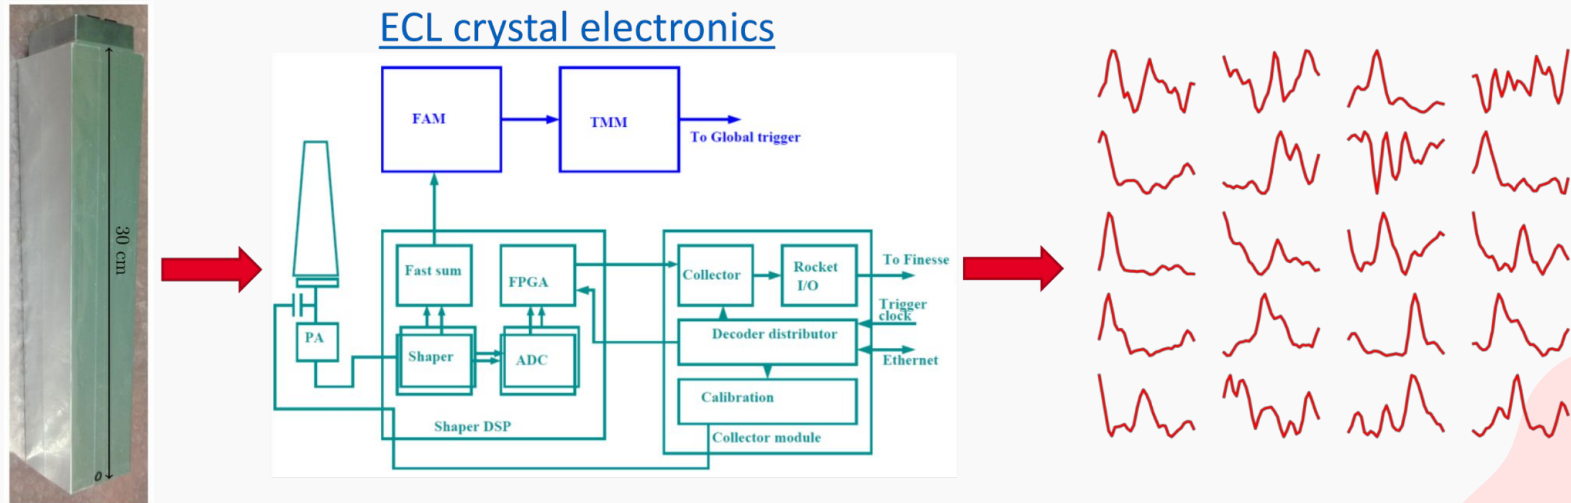 ECL crystal electronics
30 cm
0
FAM
TMM
To Global trigger
Fast sum
FPGA
Collector
Rocket
I/O
To Finesse
Trigger
clock
PA
Shaper
ADC
Decoder distributor
Ethernet
Calibration
Shaper DSP
Collector module